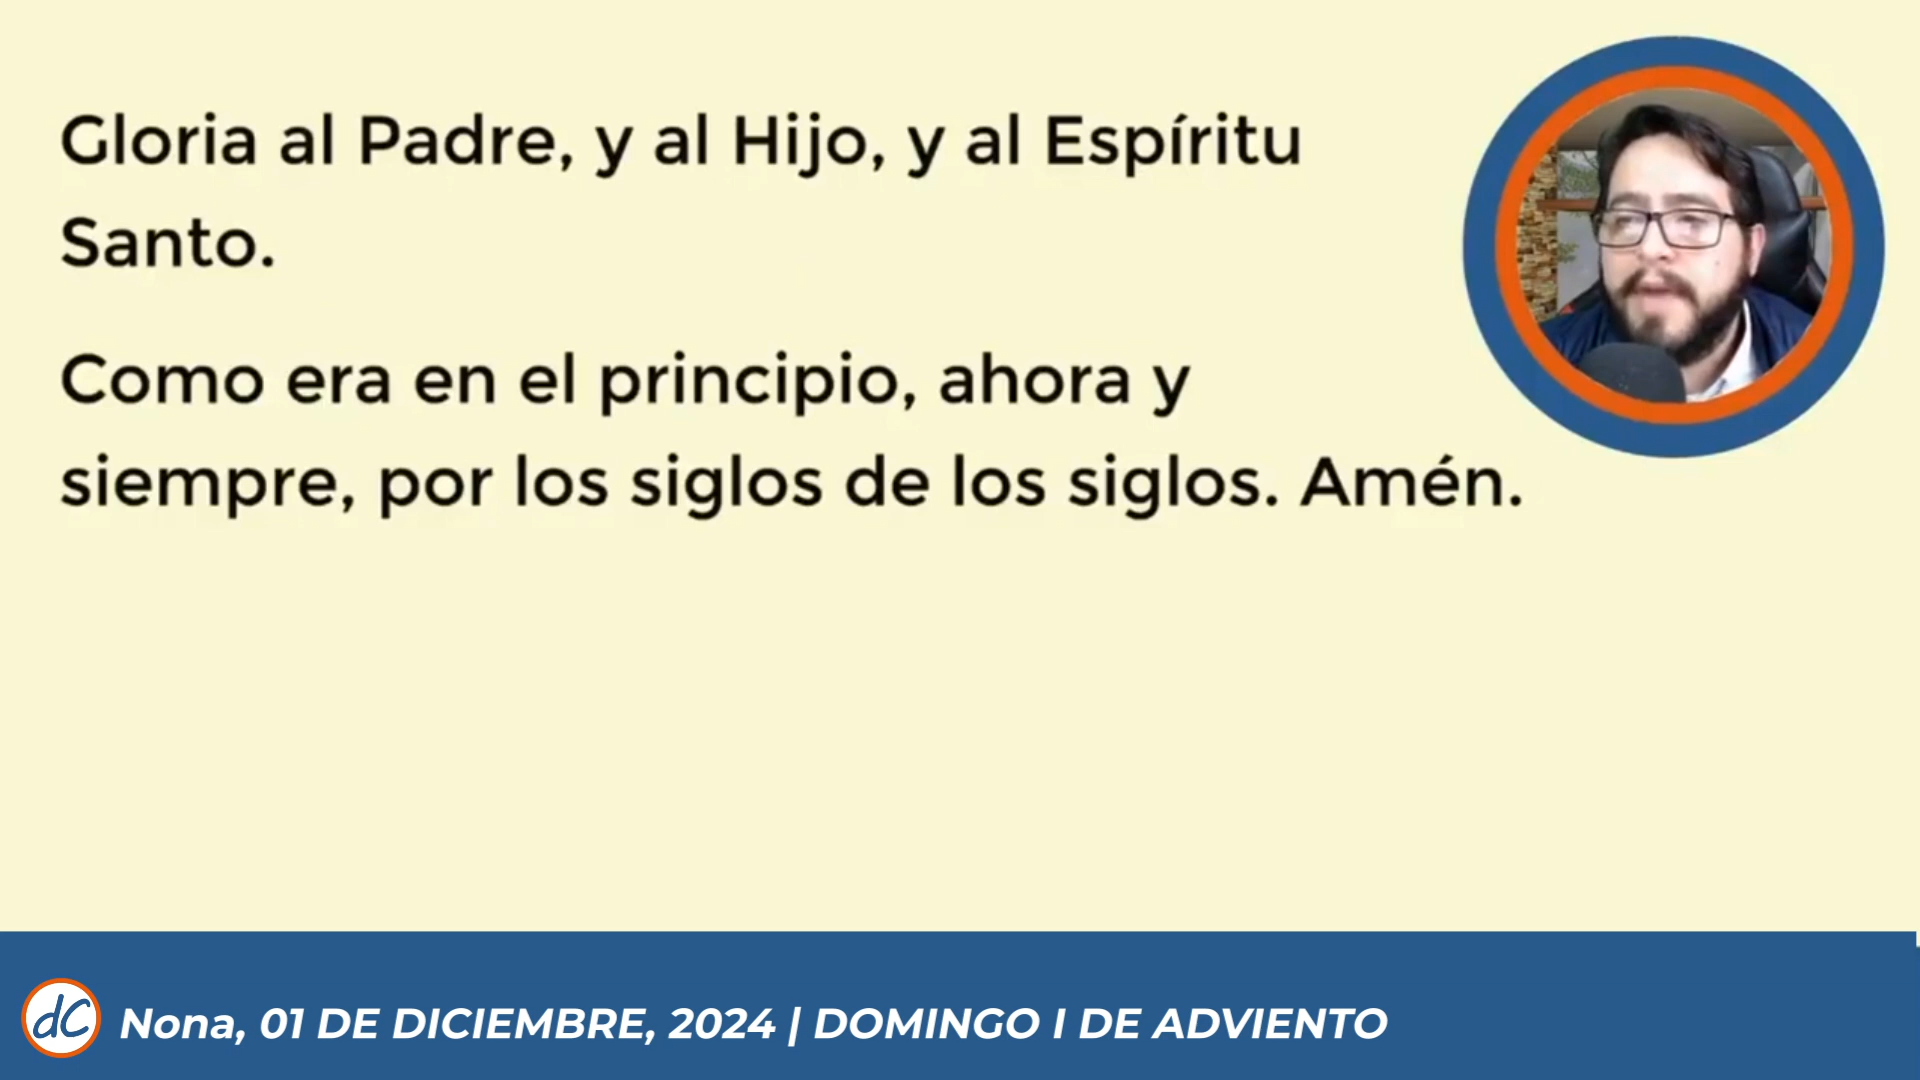 Gloria al Padre, y al Hijo, y al Espíritu
Santo.
Como era en el principio, ahora y
siempre, por los siglos de los siglos. Amén.
dC Nona, 01 DE DICIEMBRE, 2024 | DOMINGO I DE ADVIENTO